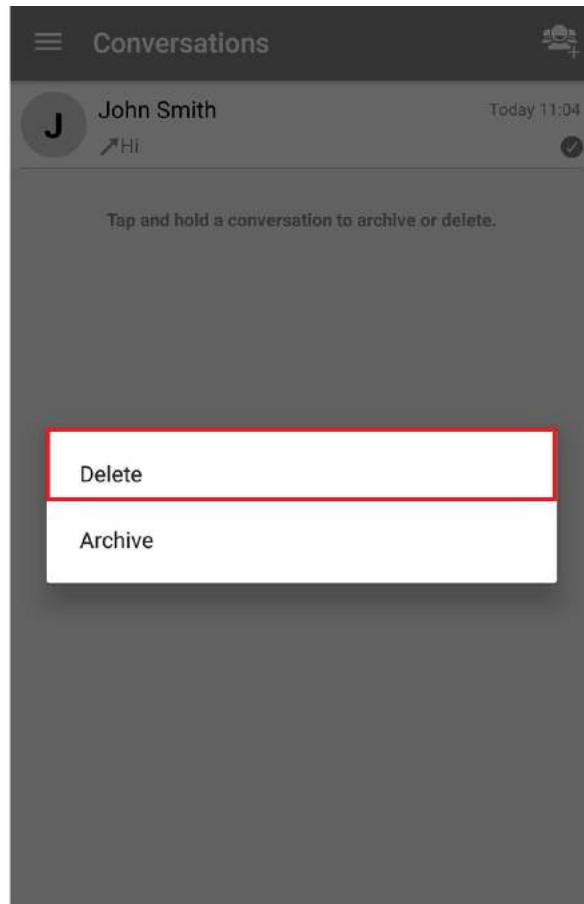 Conversations
John Smith
Today 11:04
J
Hi
Tap and hold a conversation to archive or delete.
Delete
Archive